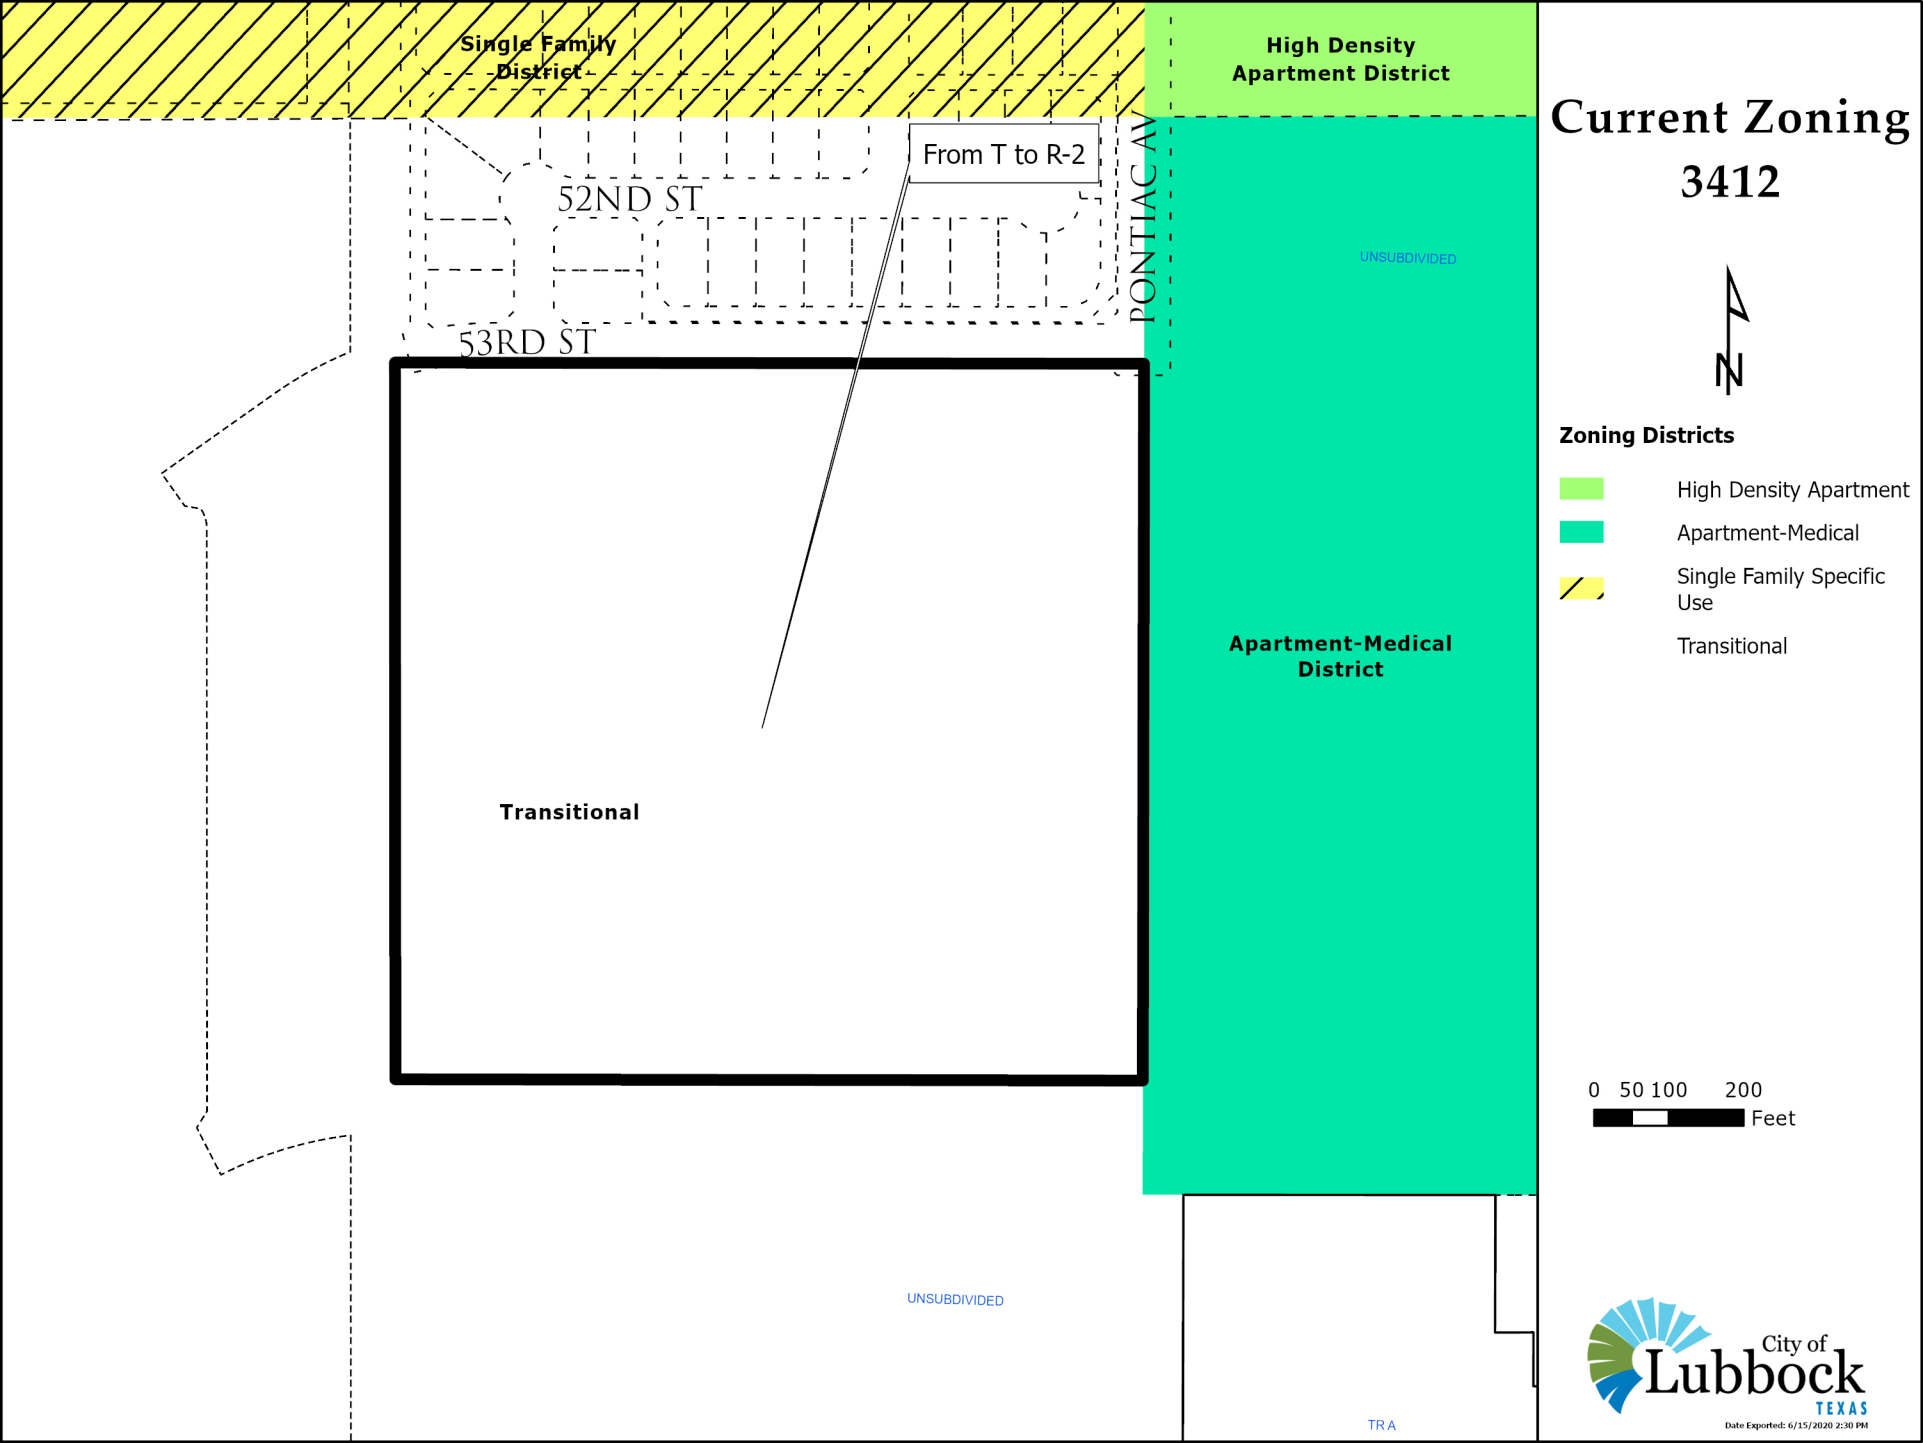 Single Family
District
High Density
Apartment District
From T to R-2
52ND ST
PONTIAC AV
UNSUBDIVIDED
53RD ST
Apartment-Medical
District
Transitional
UNSUBDIVIDED
TR A
Current Zoning
3412
N
Zoning Districts
High Density Apartment
Apartment-Medical
Single Family Specific
Use
Transitional
0 50 100 200
Feet
City of
Lubbock
TEXAS
Date Exported: 6/15/2020 2:30 PM